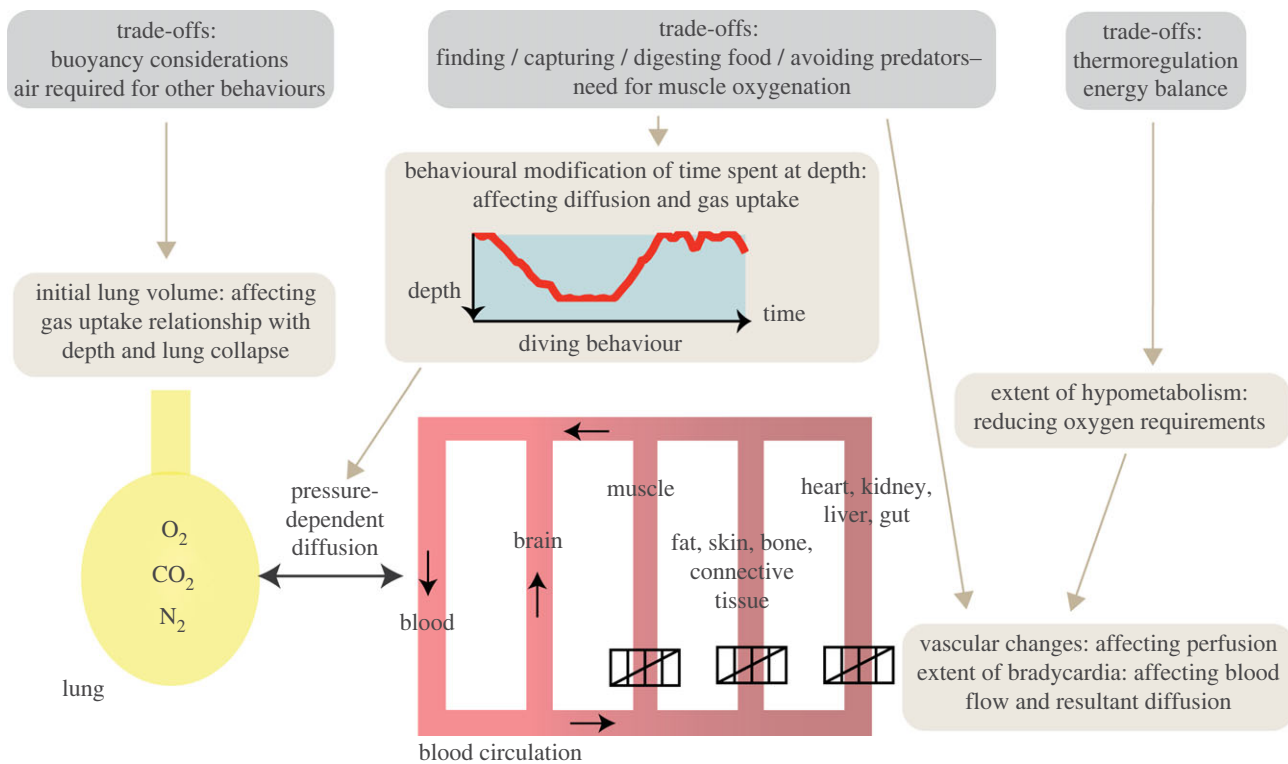 trade-offs:
buoyancy considerations
air required for other behaviours
trade-offs:
finding / capturing / digesting food / avoiding predators–
need for muscle oxygenation
trade-offs:
thermoregulation
energy balance
behavioural modification of time spent at depth:
affecting diffusion and gas uptake
depth
time
diving behaviour
initial lung volume: affecting
gas uptake relationship with
depth and lung collapse
extent of hypometabolism:
reducing oxygen requirements
O₂
CO₂
N₂
lung
pressure-
dependent
diffusion
blood
brain
muscle
fat, skin, bone,
connective
tissue
heart, kidney,
liver, gut
blood circulation
vascular changes: affecting perfusion
extent of bradycardia: affecting blood
flow and resultant diffusion